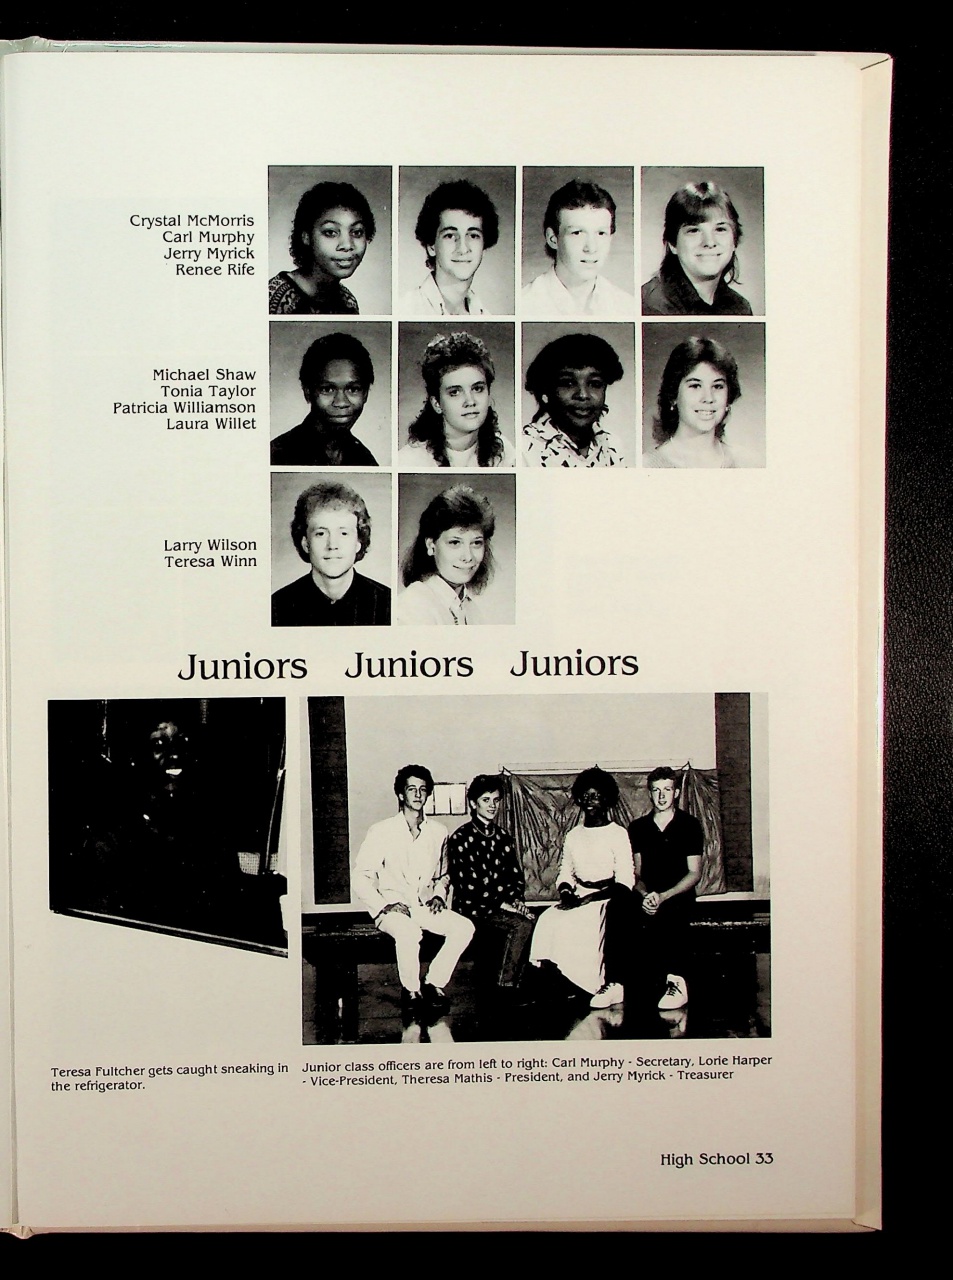 Crystal McMorris
Carl Murphy
Jerry Myrick
Renee Rife
Michael Shaw
Tonia Taylor
Patricia Williamson
Laura Willet
Larry Wilson
Teresa Winn
Juniors Juniors Juniors
Teresa Fultcher gets caught sneaking in
the refrigerator.
Junior class officers are from left to right: Carl Murphy - Secretary, Lorie Harper
- Vice-President, Theresa Mathis - President, and Jerry Myrick - Treasurer
High School 33